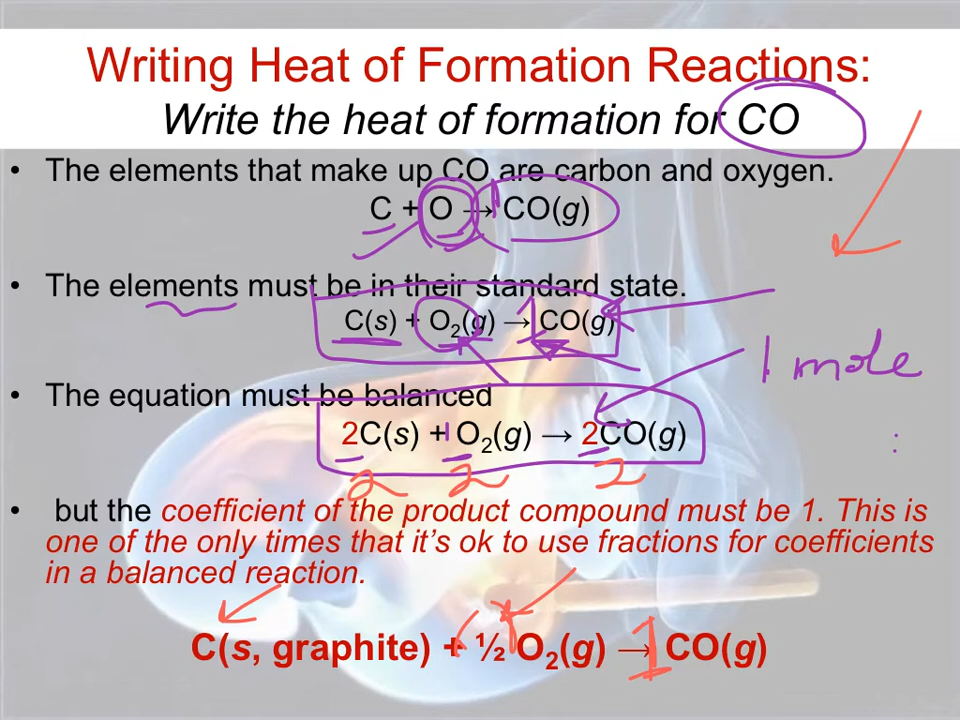 Writing Heat of Formation Reactions:
Write the heat of formation for CO
• The elements that make up CO are carbon and oxygen.
C + O → 1 CO(g)
• The elements must be in their standard state.
C(s) + O₂(g) → 1 CO(g)
1 mole
• The equation must be balanced
2C(s) + 1 O₂(g) → 2CO(g)
2 2 2
• but the coefficient of the product compound must be 1. This is
one of the only times that it's ok to use fractions for coefficients
in a balanced reaction.
C(s, graphite) + ½ O₂(g) → 1 CO(g)